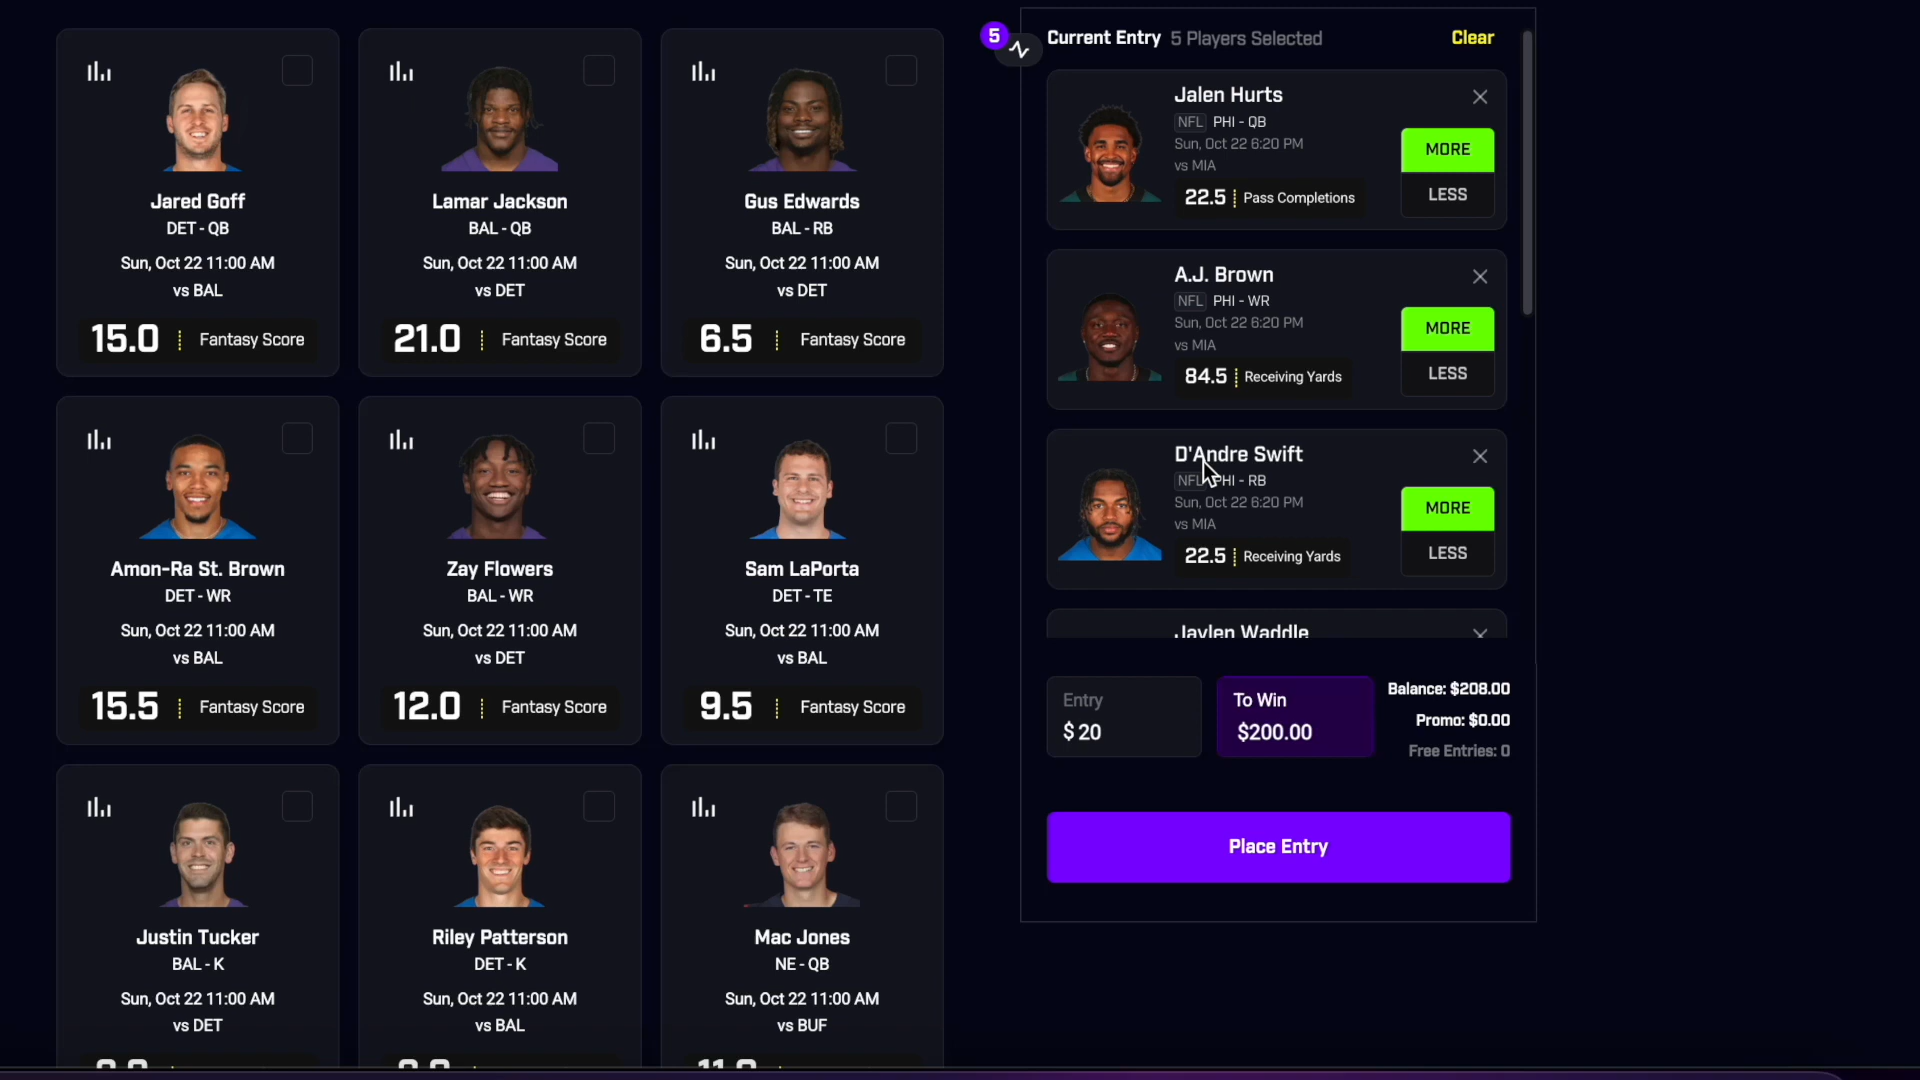 Jared Goff
DET - QB
Sun, Oct 22 11:00 AM
vs BAL
15.0 Fantasy Score
Lamar Jackson
BAL - QB
Sun, Oct 22 11:00 AM
vs DET
21.0 Fantasy Score
Gus Edwards
BAL - RB
Sun, Oct 22 11:00 AM
vs DET
6.5 Fantasy Score
Amon-Ra St. Brown
DET - WR
Sun, Oct 22 11:00 AM
vs BAL
15.5 Fantasy Score
Zay Flowers
BAL - WR
Sun, Oct 22 11:00 AM
vs DET
12.0 Fantasy Score
Sam LaPorta
DET - TE
Sun, Oct 22 11:00 AM
vs BAL
9.5 Fantasy Score
Justin Tucker
BAL - K
Sun, Oct 22 11:00 AM
vs DET
Riley Patterson
DET - K
Sun, Oct 22 11:00 AM
vs BAL
Mac Jones
NE - QB
Sun, Oct 22 11:00 AM
vs BUF
5
Current Entry 5 Players Selected Clear
Jalen Hurts
NFL PHI - QB
Sun, Oct 22 6:20 PM
vs MIA
22.5 Pass Completions
MORE
LESS
A.J. Brown
NFL PHI - WR
Sun, Oct 22 6:20 PM
vs MIA
84.5 Receiving Yards
MORE
LESS
D'Andre Swift
NFL PHI - RB
Sun, Oct 22 6:20 PM
vs MIA
22.5 Receiving Yards
MORE
LESS
Jaylen Waddle
Entry
$ 20
To Win
$200.00
Balance: $208.00
Promo: $0.00
Free Entries: 0
Place Entry